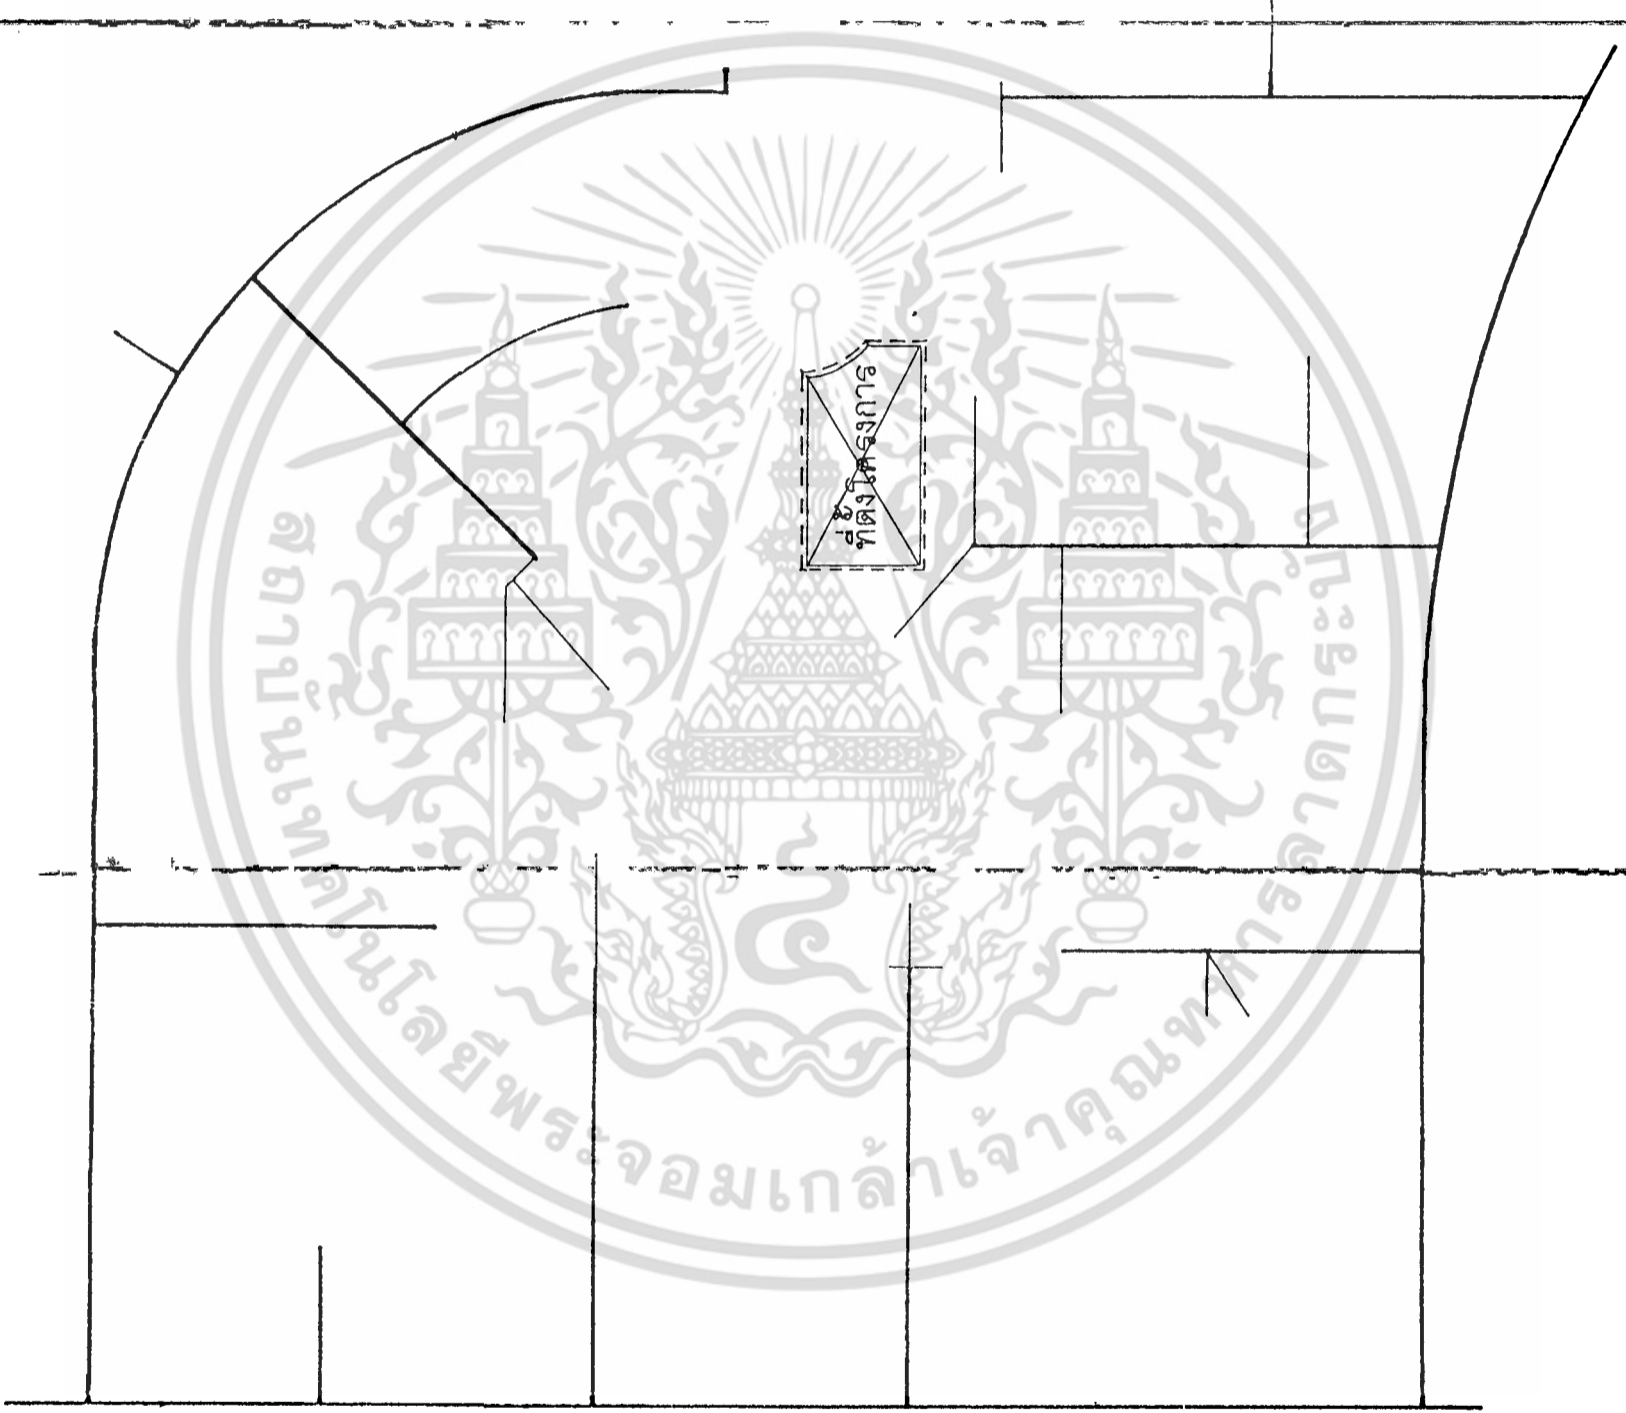 ที่ตั้งโครงการ
สถาบันเทคโนโลยีพระจอมเกล้าเจ้าคุณทหารลาดกระบัง